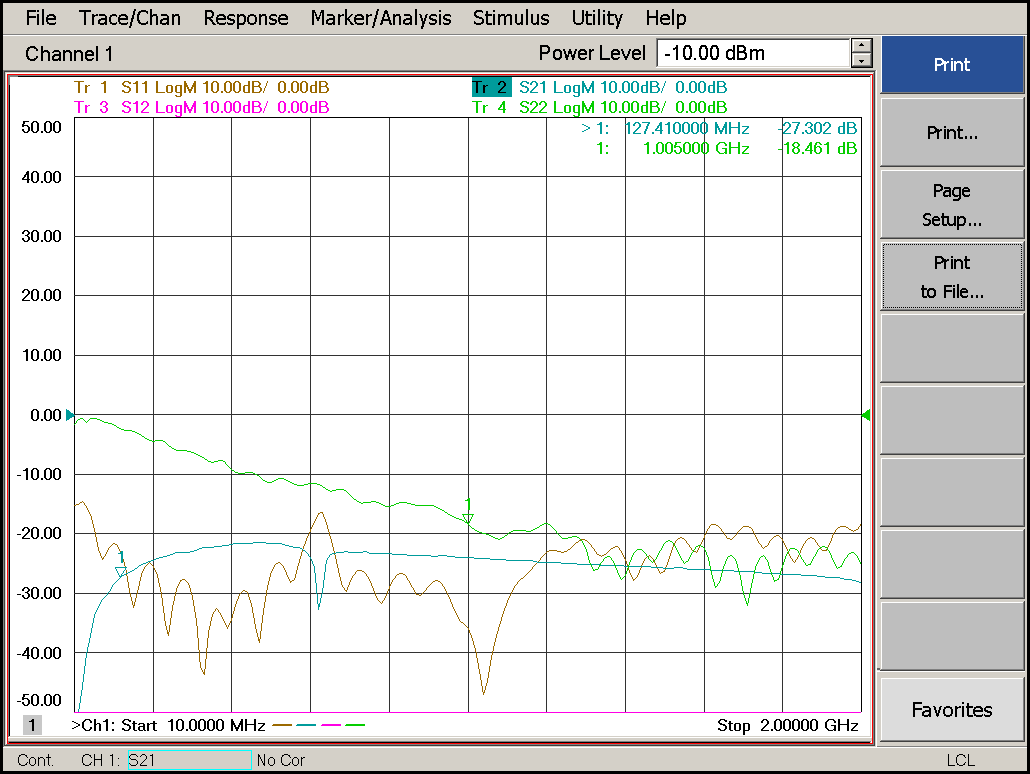 File Trace/Chan Response Marker/Analysis Stimulus Utility Help
Channel 1 Power Level -10.00 dBm
Print
Print...
Page
Setup...
Print
to File...
Favorites
Tr 1 S11 LogM 10.00dB/ 0.00dB Tr 2 S21 LogM 10.00dB/ 0.00dB
Tr 3 S12 LogM 10.00dB/ 0.00dB Tr 4 S22 LogM 10.00dB/ 0.00dB
> 1: 127.410000 MHz -27.302 dB
1: 1.005000 GHz -18.461 dB
50.00
40.00
30.00
20.00
10.00
0.00
-10.00
-20.00
-30.00
-40.00
-50.00
1
1
1 >Ch1: Start 10.0000 MHz Stop 2.00000 GHz
Cont. CH 1: S21 No Cor LCL